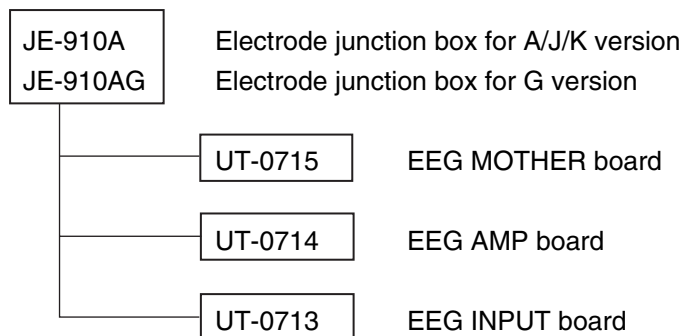 JE-910A Electrode junction box for A/J/K version
JE-910AG Electrode junction box for G version
UT-0715 EEG MOTHER board
UT-0714 EEG AMP board
UT-0713 EEG INPUT board